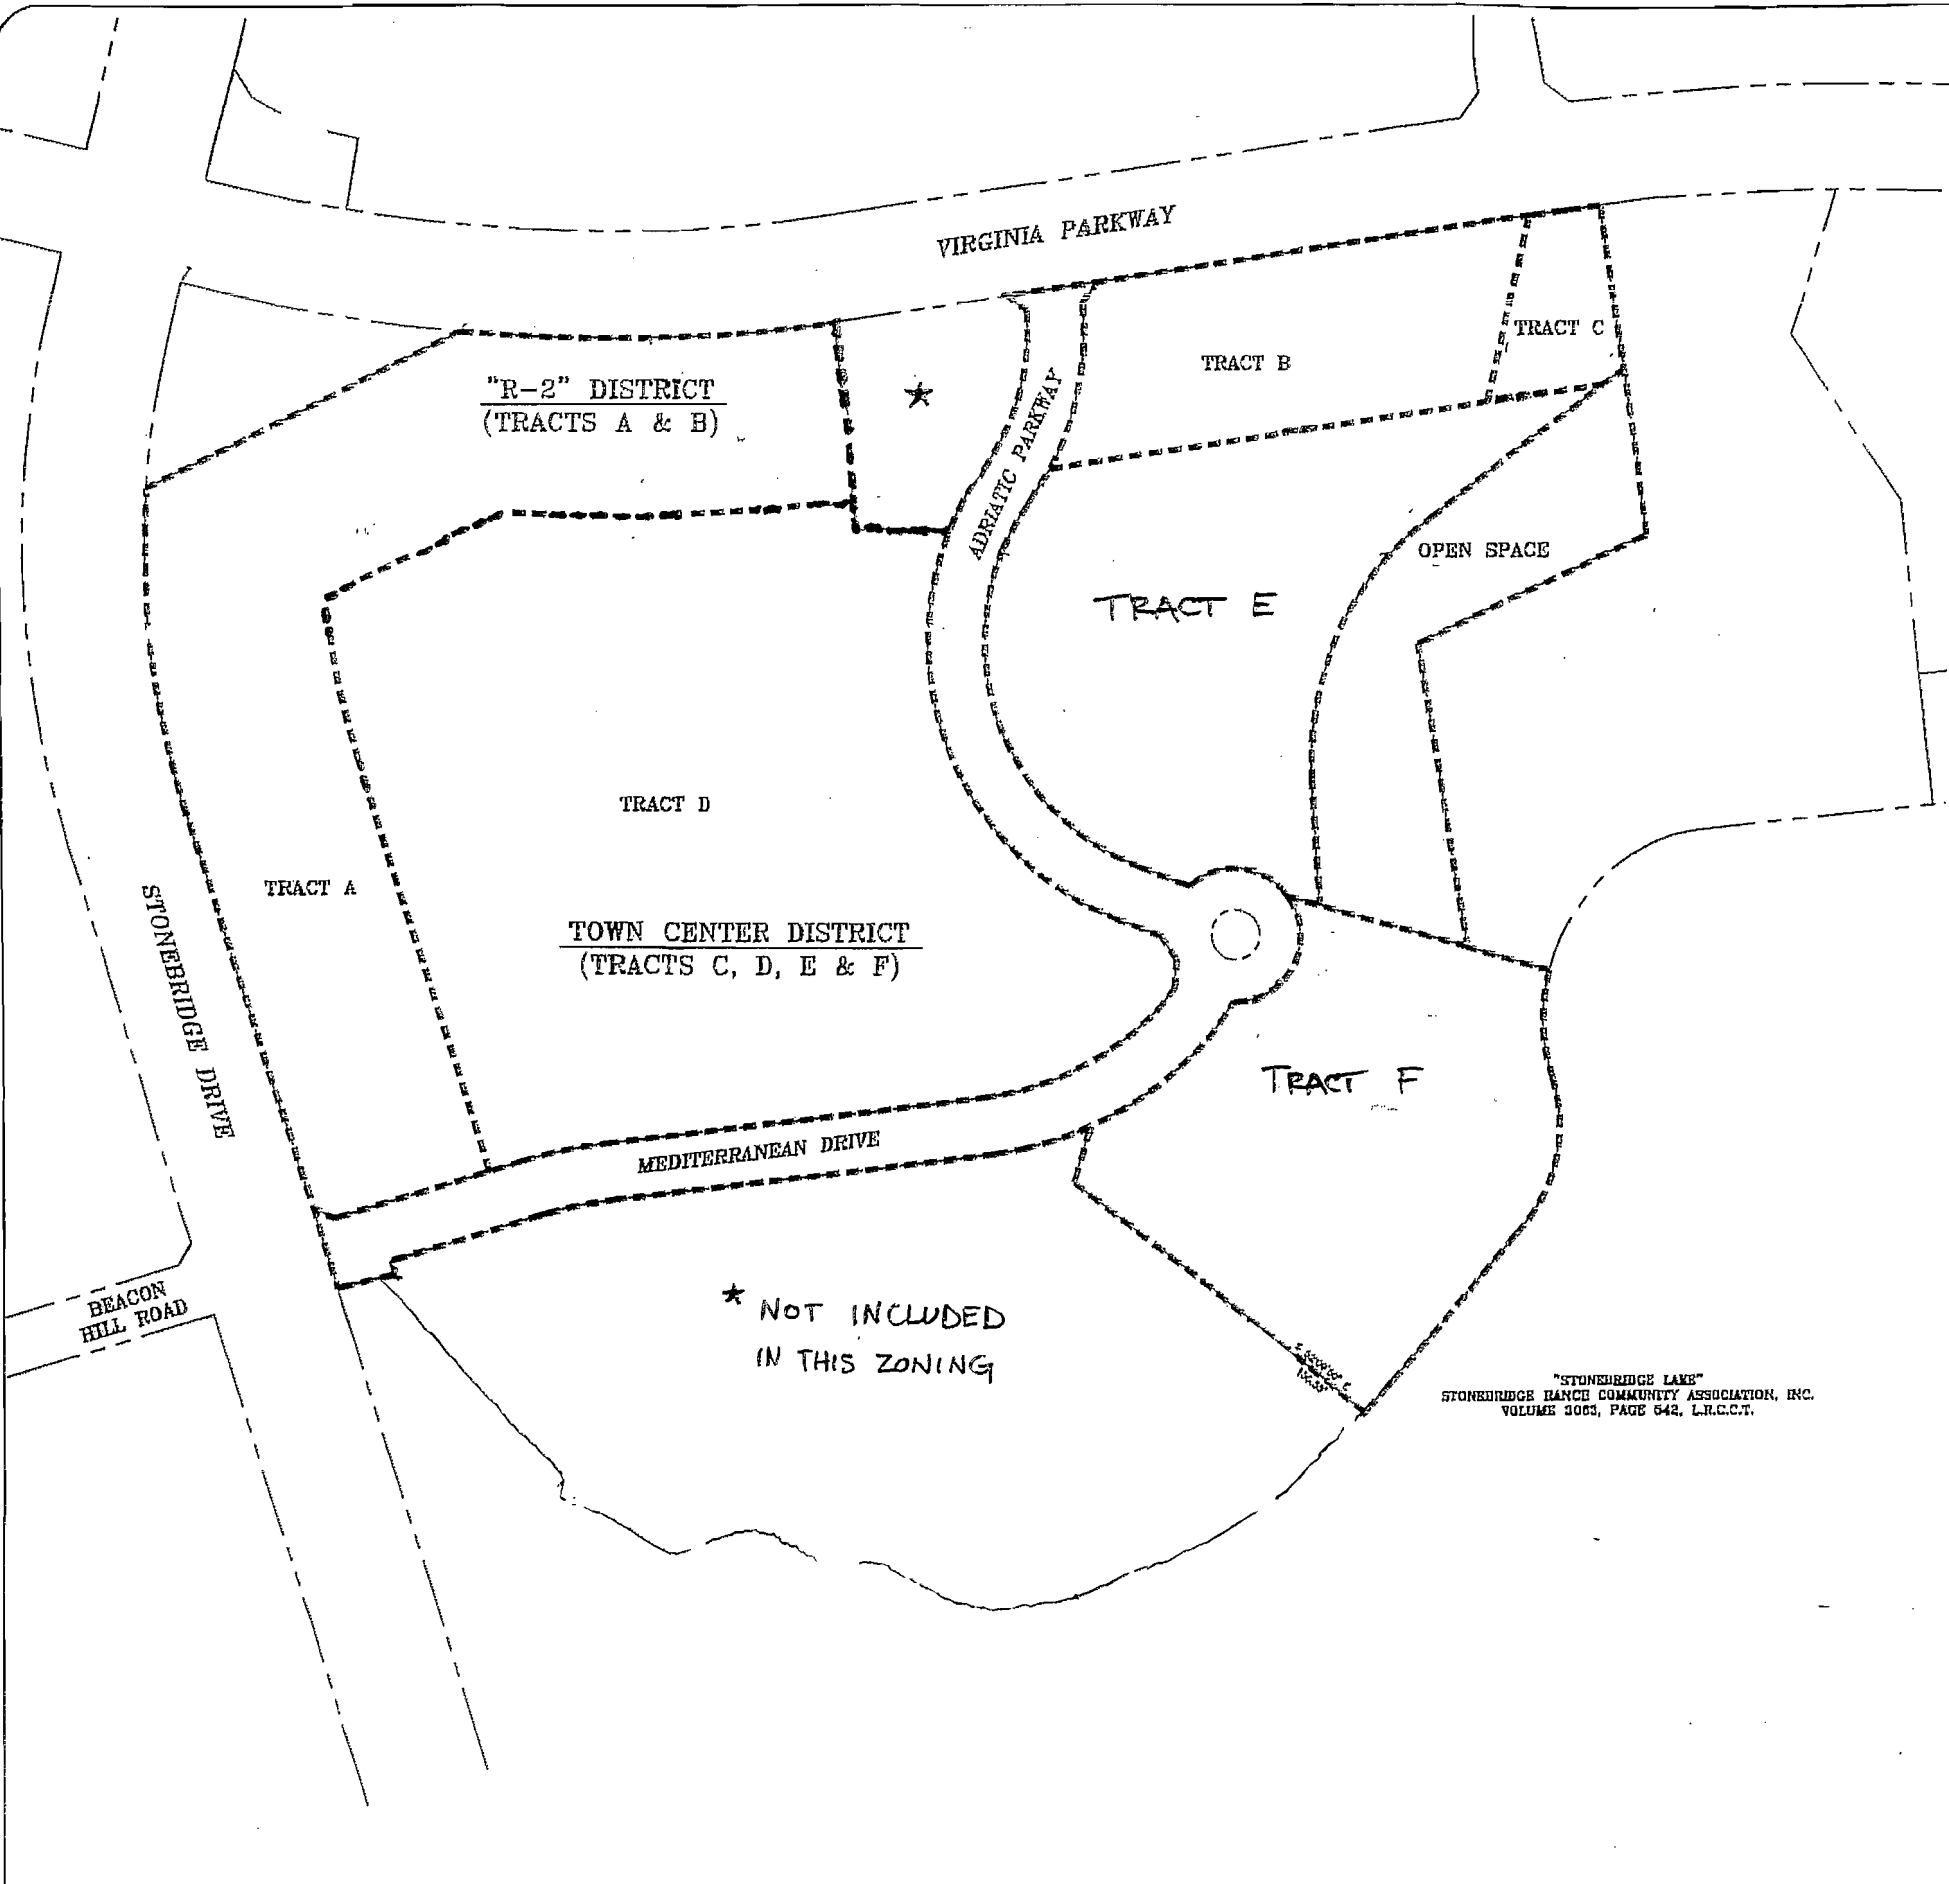 VIRGINIA PARKWAY
TRACT C
TRACT B
"R-2" DISTRICT
(TRACTS A & B)
★
ADRIATIC PARKWAY
OPEN SPACE
TRACT E
TRACT D
TRACT A
STONEBRIDGE DRIVE
TOWN CENTER DISTRICT
(TRACTS C, D, E & F)
TRACT F
MEDITERRANEAN DRIVE
BEACON
HILL ROAD
★ NOT INCLUDED
IN THIS ZONING
"STONEBRIDGE LAKE"
STONEBRIDGE RANCH COMMUNITY ASSOCIATION, INC.
VOLUME 3063, PAGE 542, L.R.C.C.T.